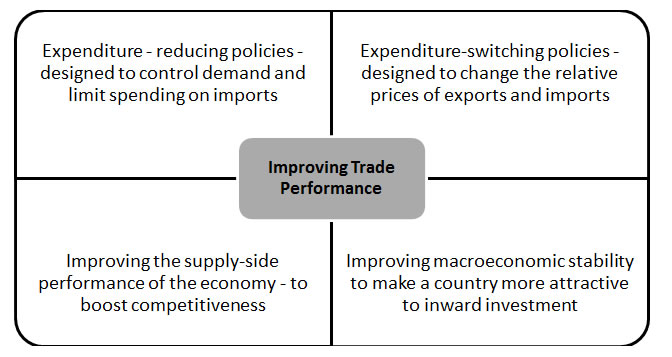 Expenditure - reducing policies -
designed to control demand and
limit spending on imports
Expenditure-switching policies -
designed to change the relative
prices of exports and imports
Improving Trade
Performance
Improving the supply-side
performance of the economy - to
boost competitiveness
Improving macroeconomic stability
to make a country more attractive
to inward investment